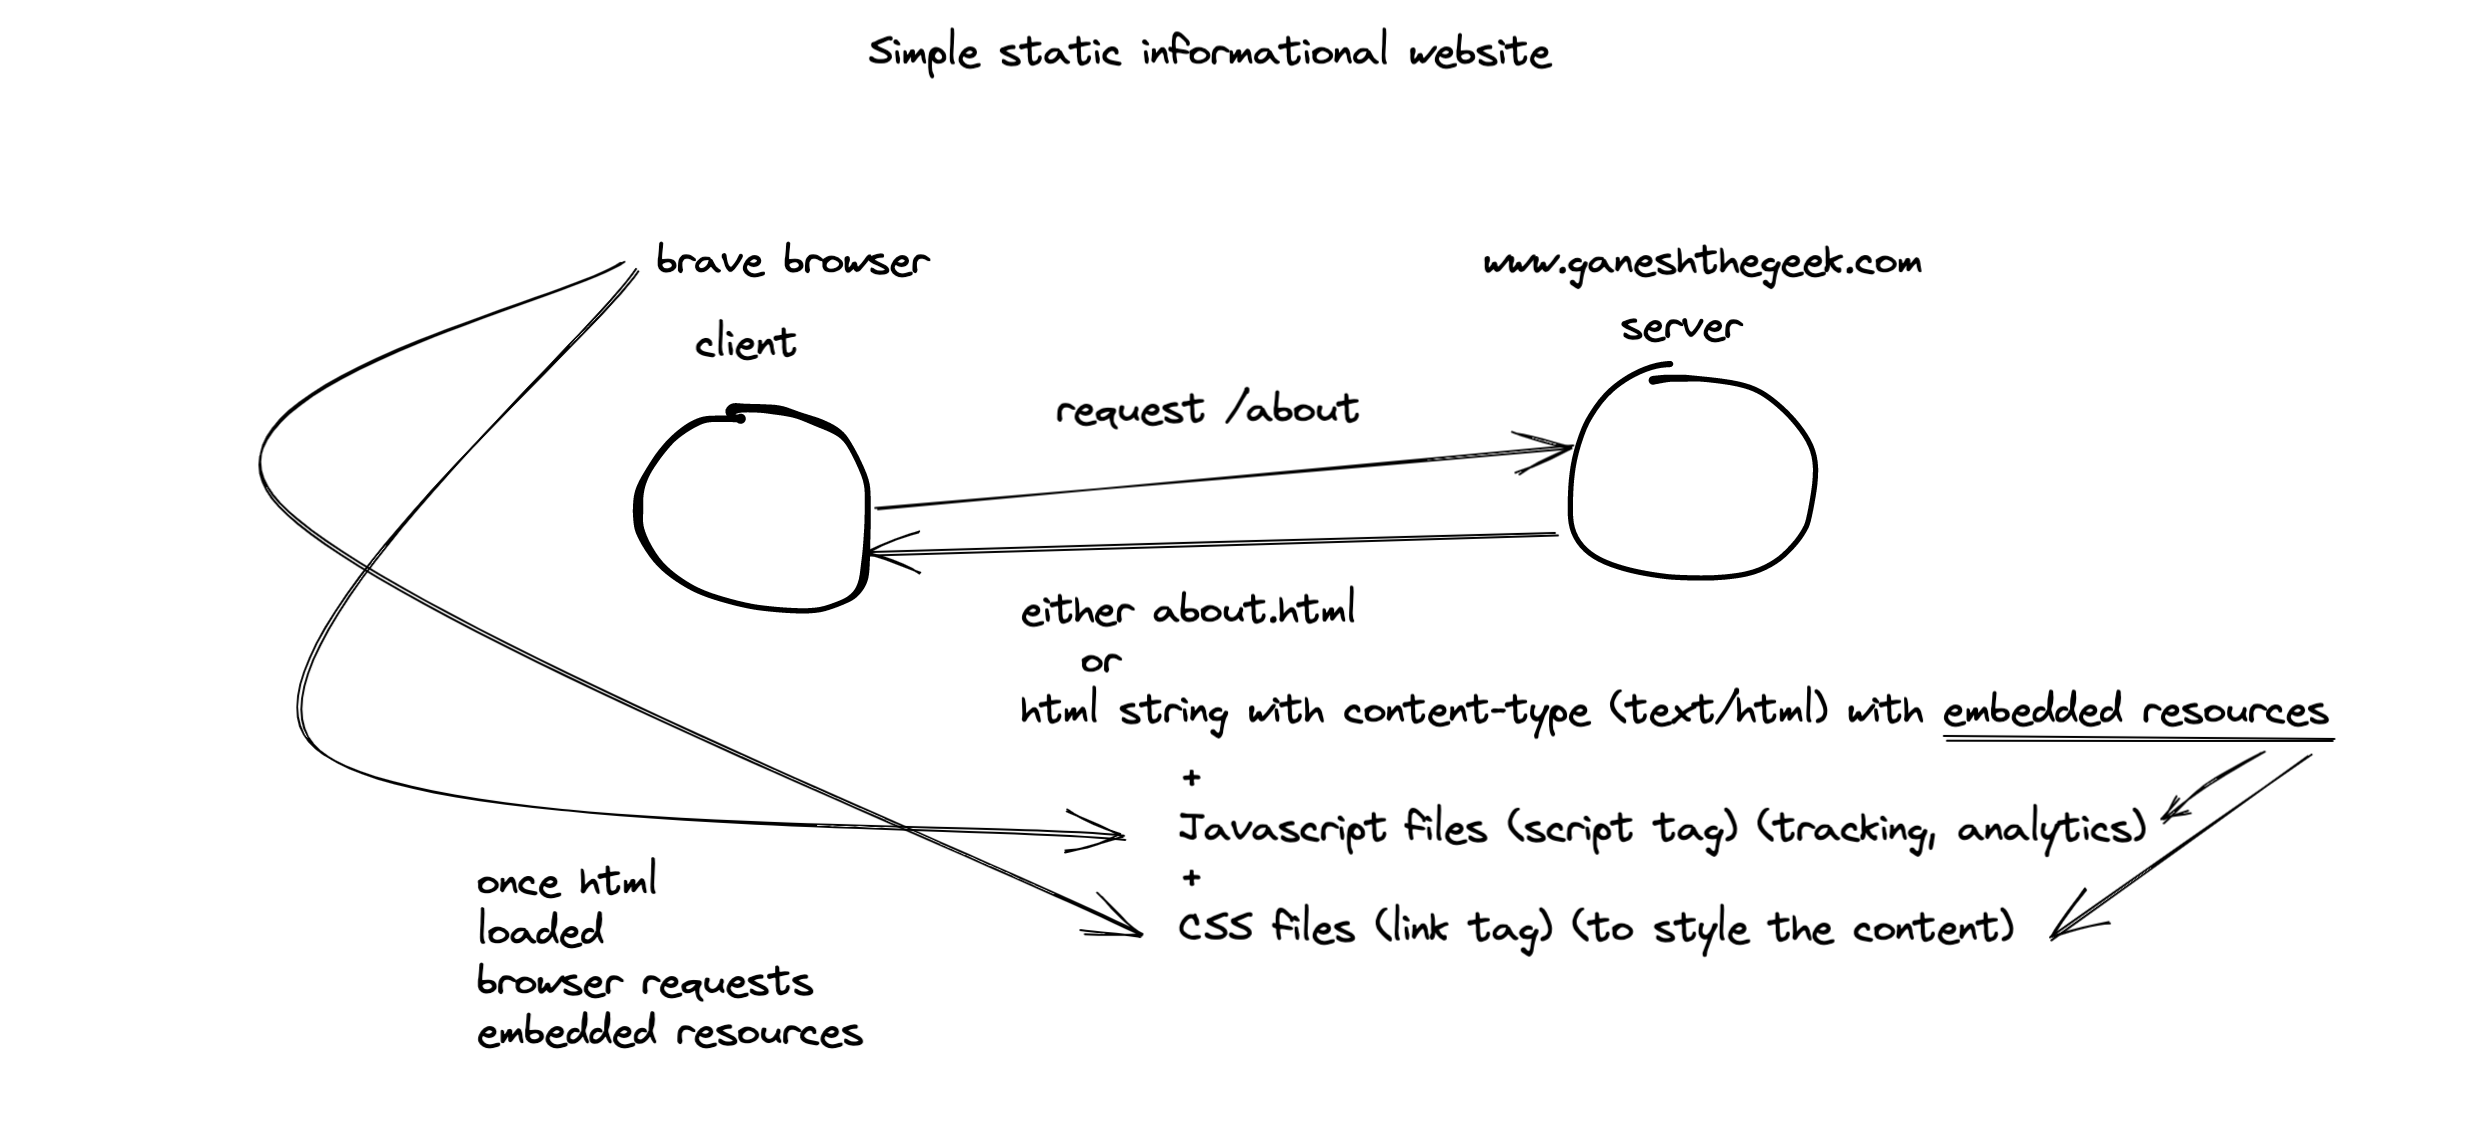 Simple static informational website
brave browser
client
www.ganeshthegeek.com
server
request /about
either about.html
or
html string with content-type (text/html) with embedded resources
+
Javascript files (script tag) (tracking, analytics)
+
CSS files (link tag) (to style the content)
once html
loaded
browser requests
embedded resources